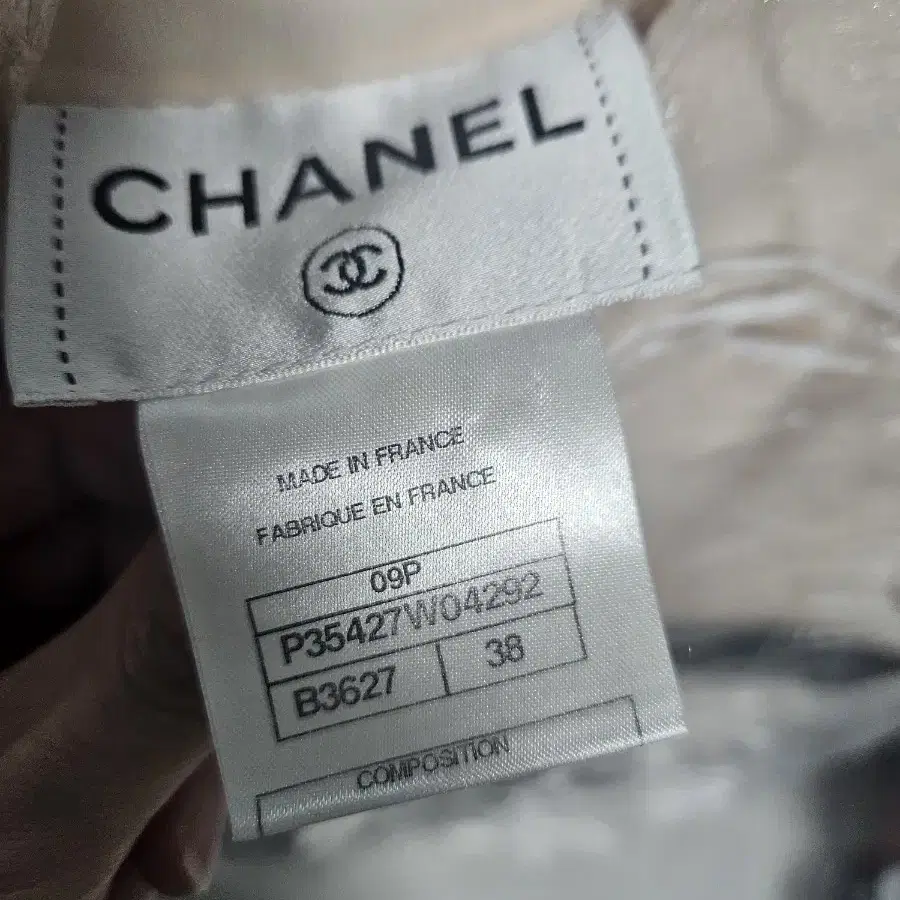 CHANEL
MADE IN FRANCE
FABRIQUE EN FRANCE
09P
P35427W04292
B3627 38
COMPOSITION